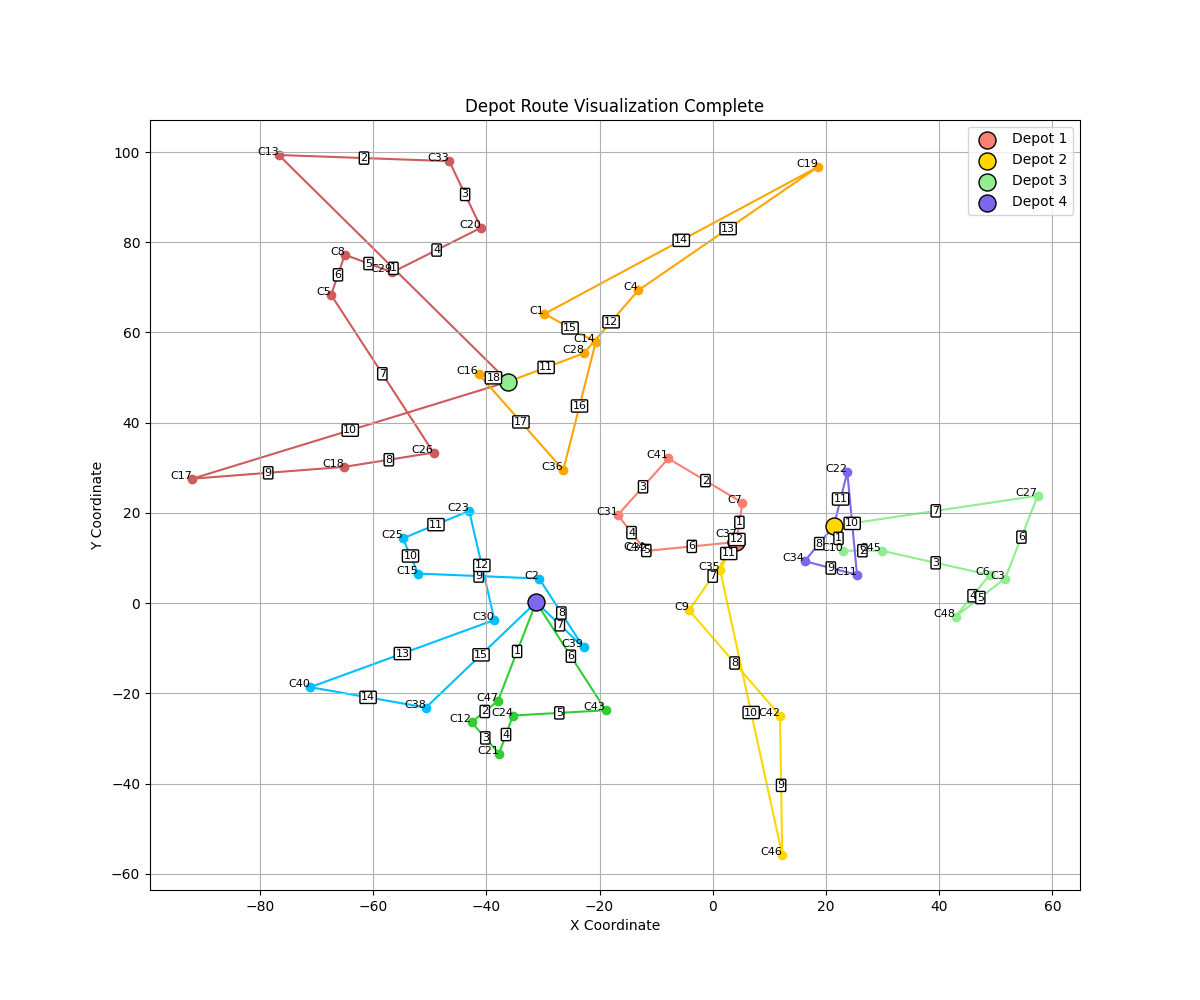 Depot Route Visualization Complete
Depot 1
Depot 2
Depot 3
Depot 4
Y Coordinate
100
80
60
40
20
0
−20
−40
−60
−80
−60
−40
−20
0
20
40
60
X Coordinate
C13
2
C33
3
C20
4
C8
5
C29
1
6
C5
7
C26
8
C18
9
C17
10
C19
14
13
C4
C1
15
12
C14
C28
11
C16
18
17
16
C36
C41
2
3
C7
C31
1
4
5
6
12
11
C35
7
C9
8
10
C42
9
C46
C22
11
10
8
1
C34
9
C11
C10
2
C45
7
C27
6
3
C6
C3
4
5
C48
C23
11
C25
10
C15
12
9
C2
8
7
C39
C30
13
C40
14
C38
15
1
6
C47
2
C12
C24
5
C43
3
4
C21